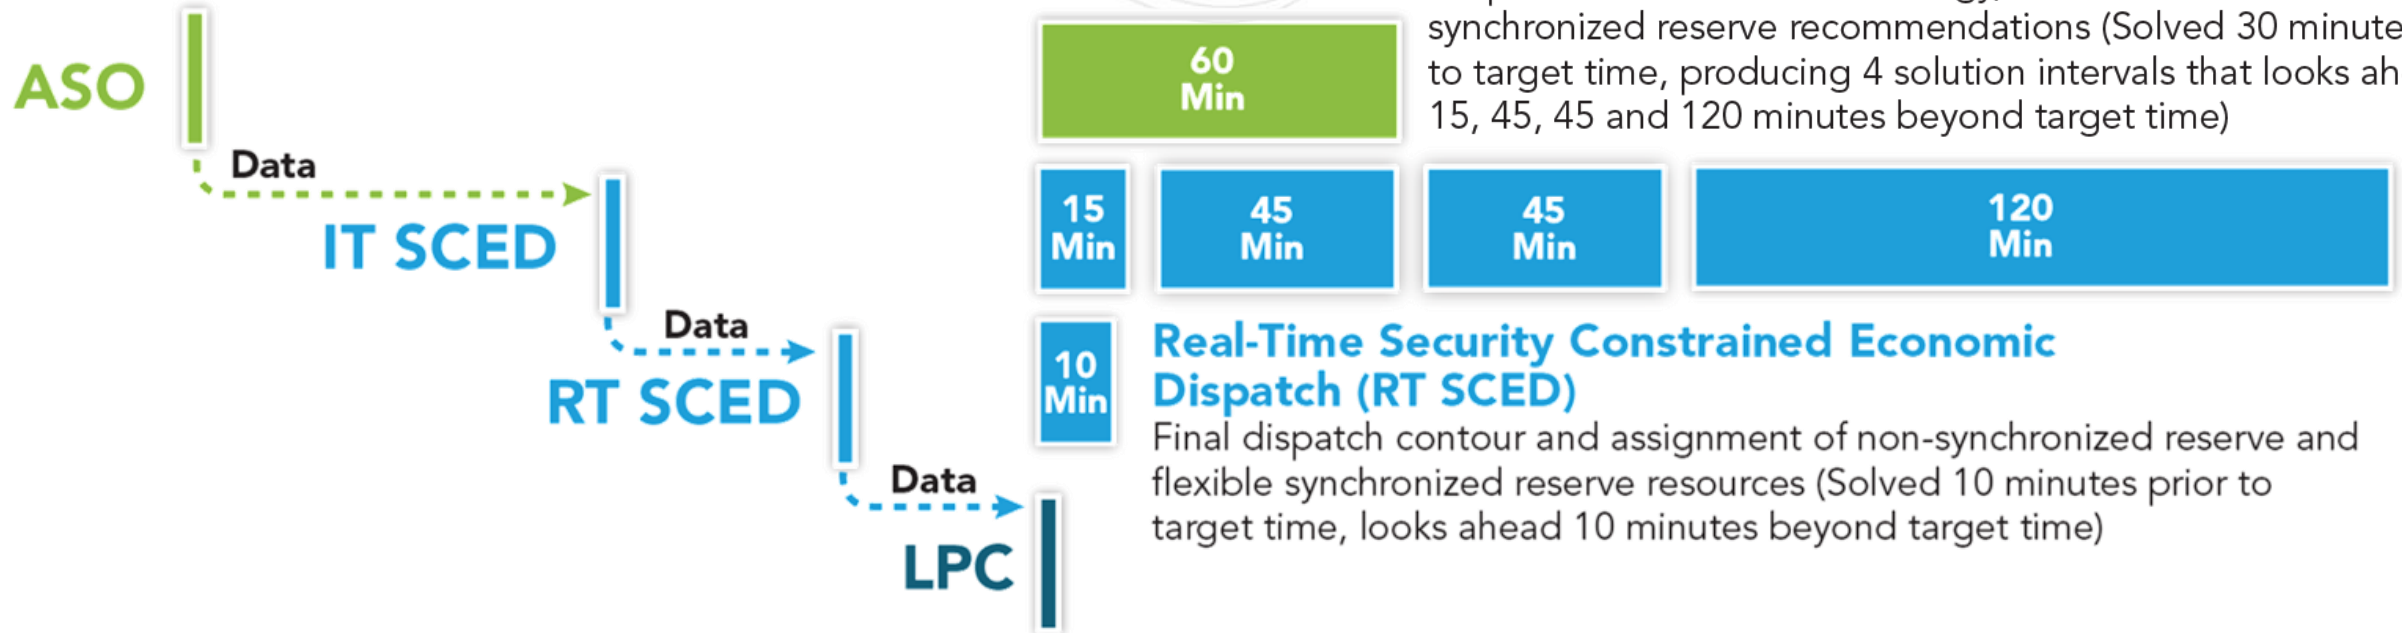 synchronized reserve recommendations (Solved 30 minute
to target time, producing 4 solution intervals that looks ah
15, 45, 45 and 120 minutes beyond target time)
ASO
60
Min
Data
IT SCED
15
Min
45
Min
45
Min
120
Min
Data
RT SCED
10
Min
Real-Time Security Constrained Economic
Dispatch (RT SCED)
Final dispatch contour and assignment of non-synchronized reserve and
flexible synchronized reserve resources (Solved 10 minutes prior to
target time, looks ahead 10 minutes beyond target time)
Data
LPC